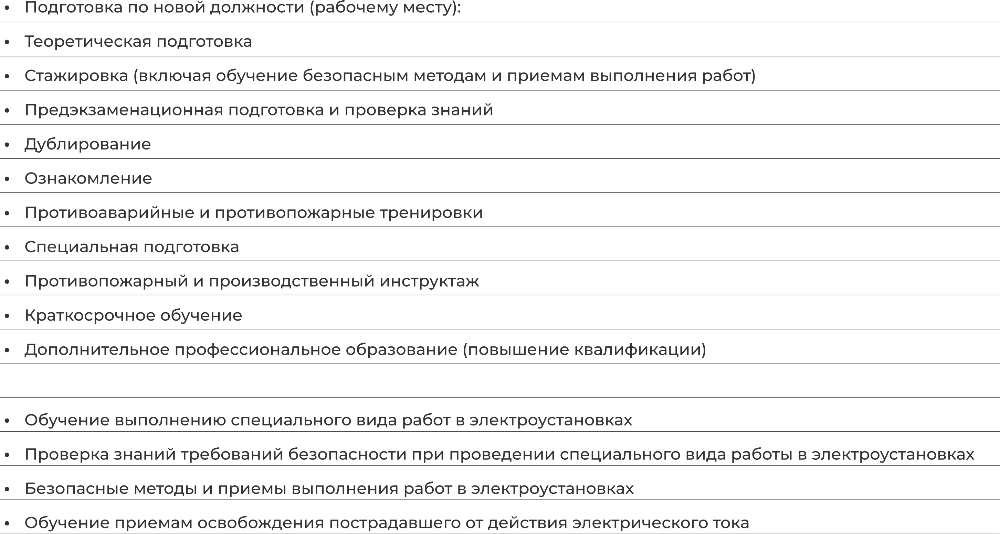 • Подготовка по новой должности (рабочему месту):
• Теоретическая подготовка
• Стажировка (включая обучение безопасным методам и приемам выполнения работ)
• Предэкзаменационная подготовка и проверка знаний
• Дублирование
• Ознакомление
• Противоаварийные и противопожарные тренировки
• Специальная подготовка
• Противопожарный и производственный инструктаж
• Краткосрочное обучение
• Дополнительное профессиональное образование (повышение квалификации)
• Обучение выполнению специального вида работ в электроустановках
• Проверка знаний требований безопасности при проведении специального вида работы в электроустановках
• Безопасные методы и приемы выполнения работ в электроустановках
• Обучение приемам освобождения пострадавшего от действия электрического тока